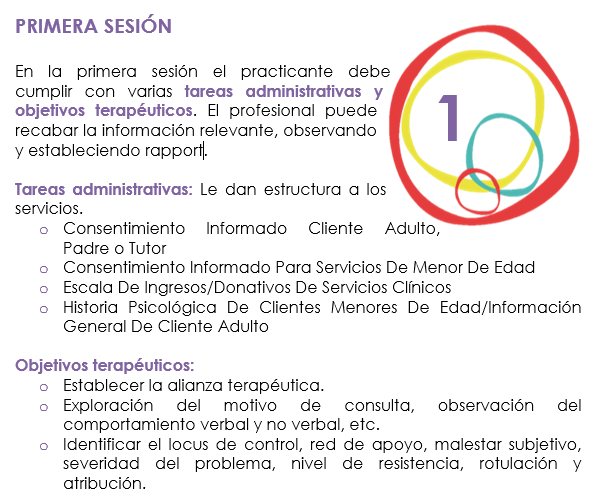 PRIMERA SESIÓN
En la primera sesión el practicante debe
cumplir con varias tareas administrativas y
objetivos terapéuticos. El profesional puede
recabar la información relevante, observando
y estableciendo rapport.
1
Tareas administrativas: Le dan estructura a los
servicios.
o Consentimiento Informado Cliente Adulto,
Padre o Tutor
o Consentimiento Informado Para Servicios De Menor De Edad
o Escala De Ingresos/Donativos De Servicios Clínicos
o Historia Psicológica De Clientes Menores De Edad/Información
General De Cliente Adulto
Objetivos terapéuticos:
o Establecer la alianza terapéutica.
o Exploración del motivo de consulta, observación del
comportamiento verbal y no verbal, etc.
o Identificar el locus de control, red de apoyo, malestar subjetivo,
severidad del problema, nivel de resistencia, rotulación y
atribución.